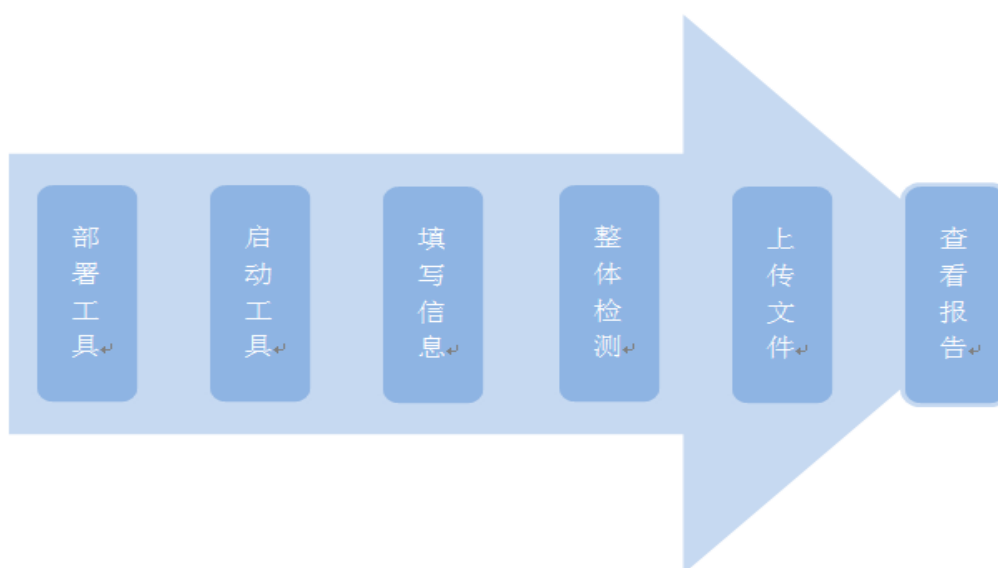 部署工具
启动工具
填写信息
整体检测
上传文件
查看报告